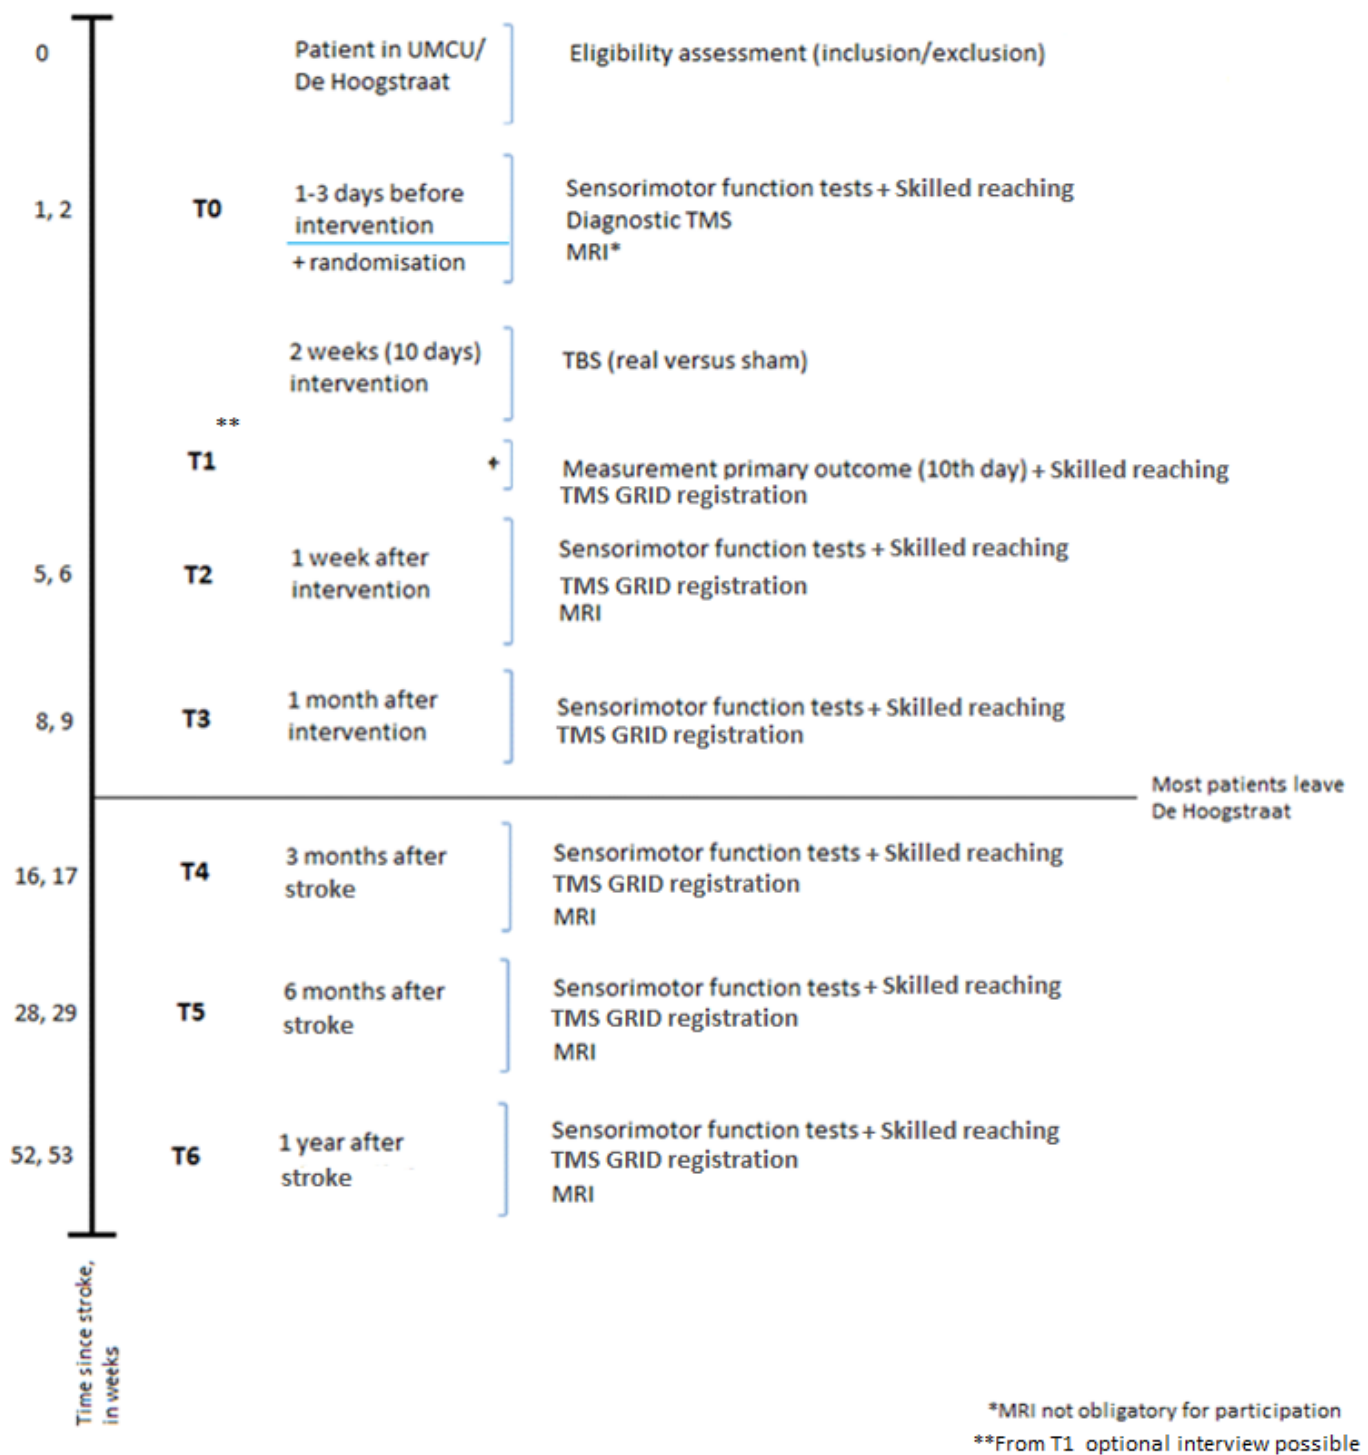 0
Patient in UMCU/
De Hoogstraat
Eligibility assessment (inclusion/exclusion)
1, 2
T0
1-3 days before
intervention
+ randomisation
Sensorimotor function tests + Skilled reaching
Diagnostic TMS
MRI*
2 weeks (10 days)
intervention
TBS (real versus sham)
**
T1
+
Measurement primary outcome (10th day) + Skilled reaching
TMS GRID registration
5, 6
T2
1 week after
intervention
Sensorimotor function tests + Skilled reaching
TMS GRID registration
MRI
8, 9
T3
1 month after
intervention
Sensorimotor function tests + Skilled reaching
TMS GRID registration
Most patients leave
De Hoogstraat
16, 17
T4
3 months after
stroke
Sensorimotor function tests + Skilled reaching
TMS GRID registration
MRI
28, 29
T5
6 months after
stroke
Sensorimotor function tests + Skilled reaching
TMS GRID registration
MRI
52, 53
T6
1 year after
stroke
Sensorimotor function tests + Skilled reaching
TMS GRID registration
MRI
Time since stroke,
in weeks
*MRI not obligatory for participation
**From T1 optional interview possible